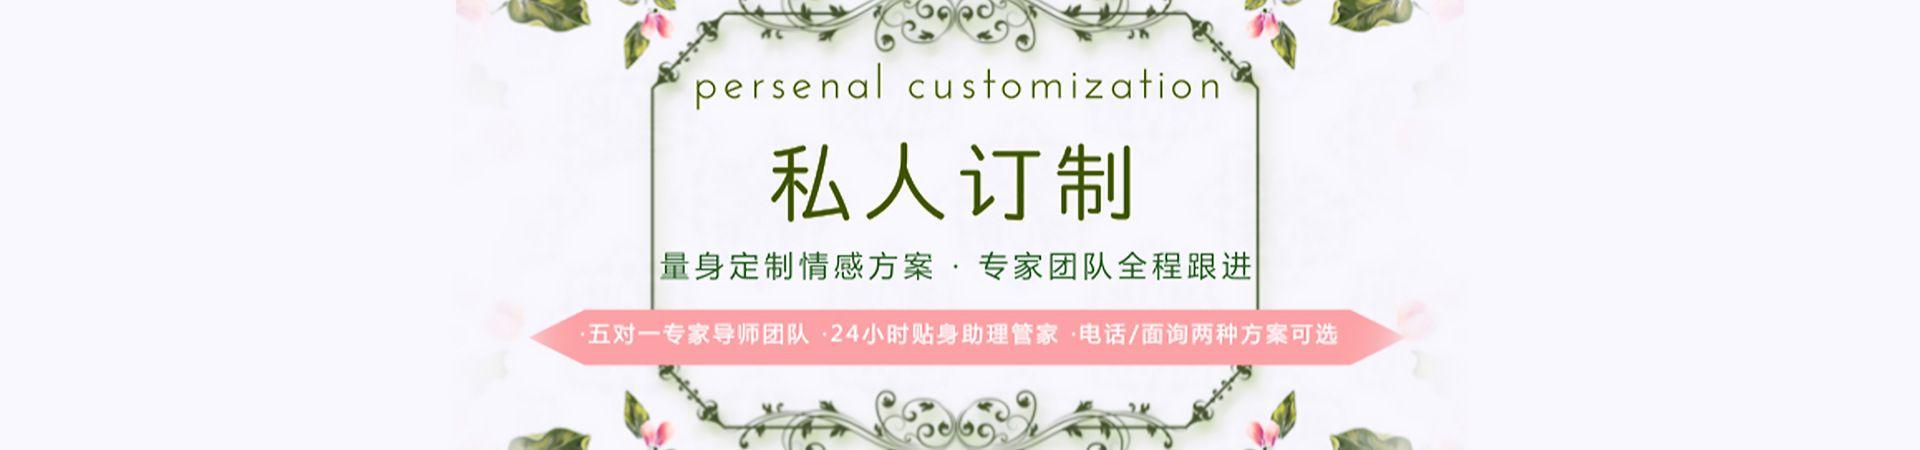 persenal customization
私人订制
量身定制情感方案 · 专家团队全程跟进
·五对一专家导师团队 ·24小时贴身助理管家 ·电话/面询两种方案可选